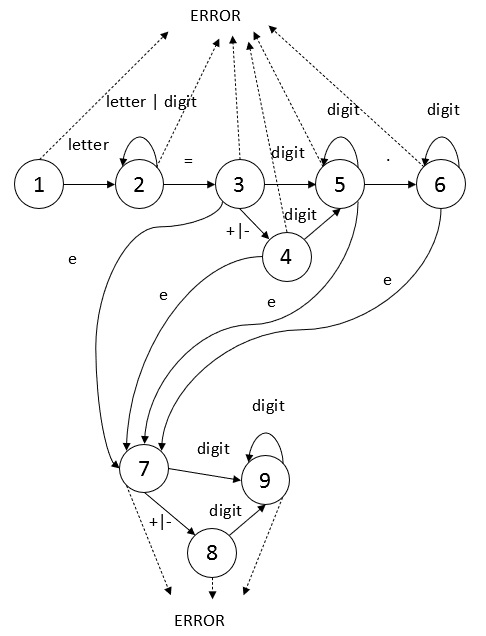 ERROR
letter | digit
digit
digit
letter
=
digit
.
1
2
3
5
6
digit
+|-
4
e
e
e
e
digit
digit
7
9
+|-
digit
8
ERROR